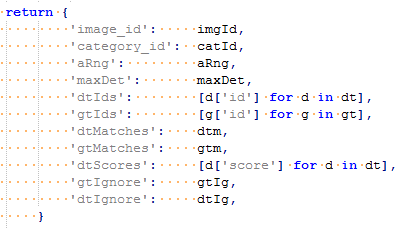 return {
'image_id': imgId,
'category_id': catId,
'aRng': aRng,
'maxDet': maxDet,
'dtIds': [d['id'] for d in dt],
'gtIds': [g['id'] for g in gt],
'dtMatches': dtm,
'gtMatches': gtm,
'dtScores': [d['score'] for d in dt],
'gtIgnore': gtIg,
'dtIgnore': dtIg,
}